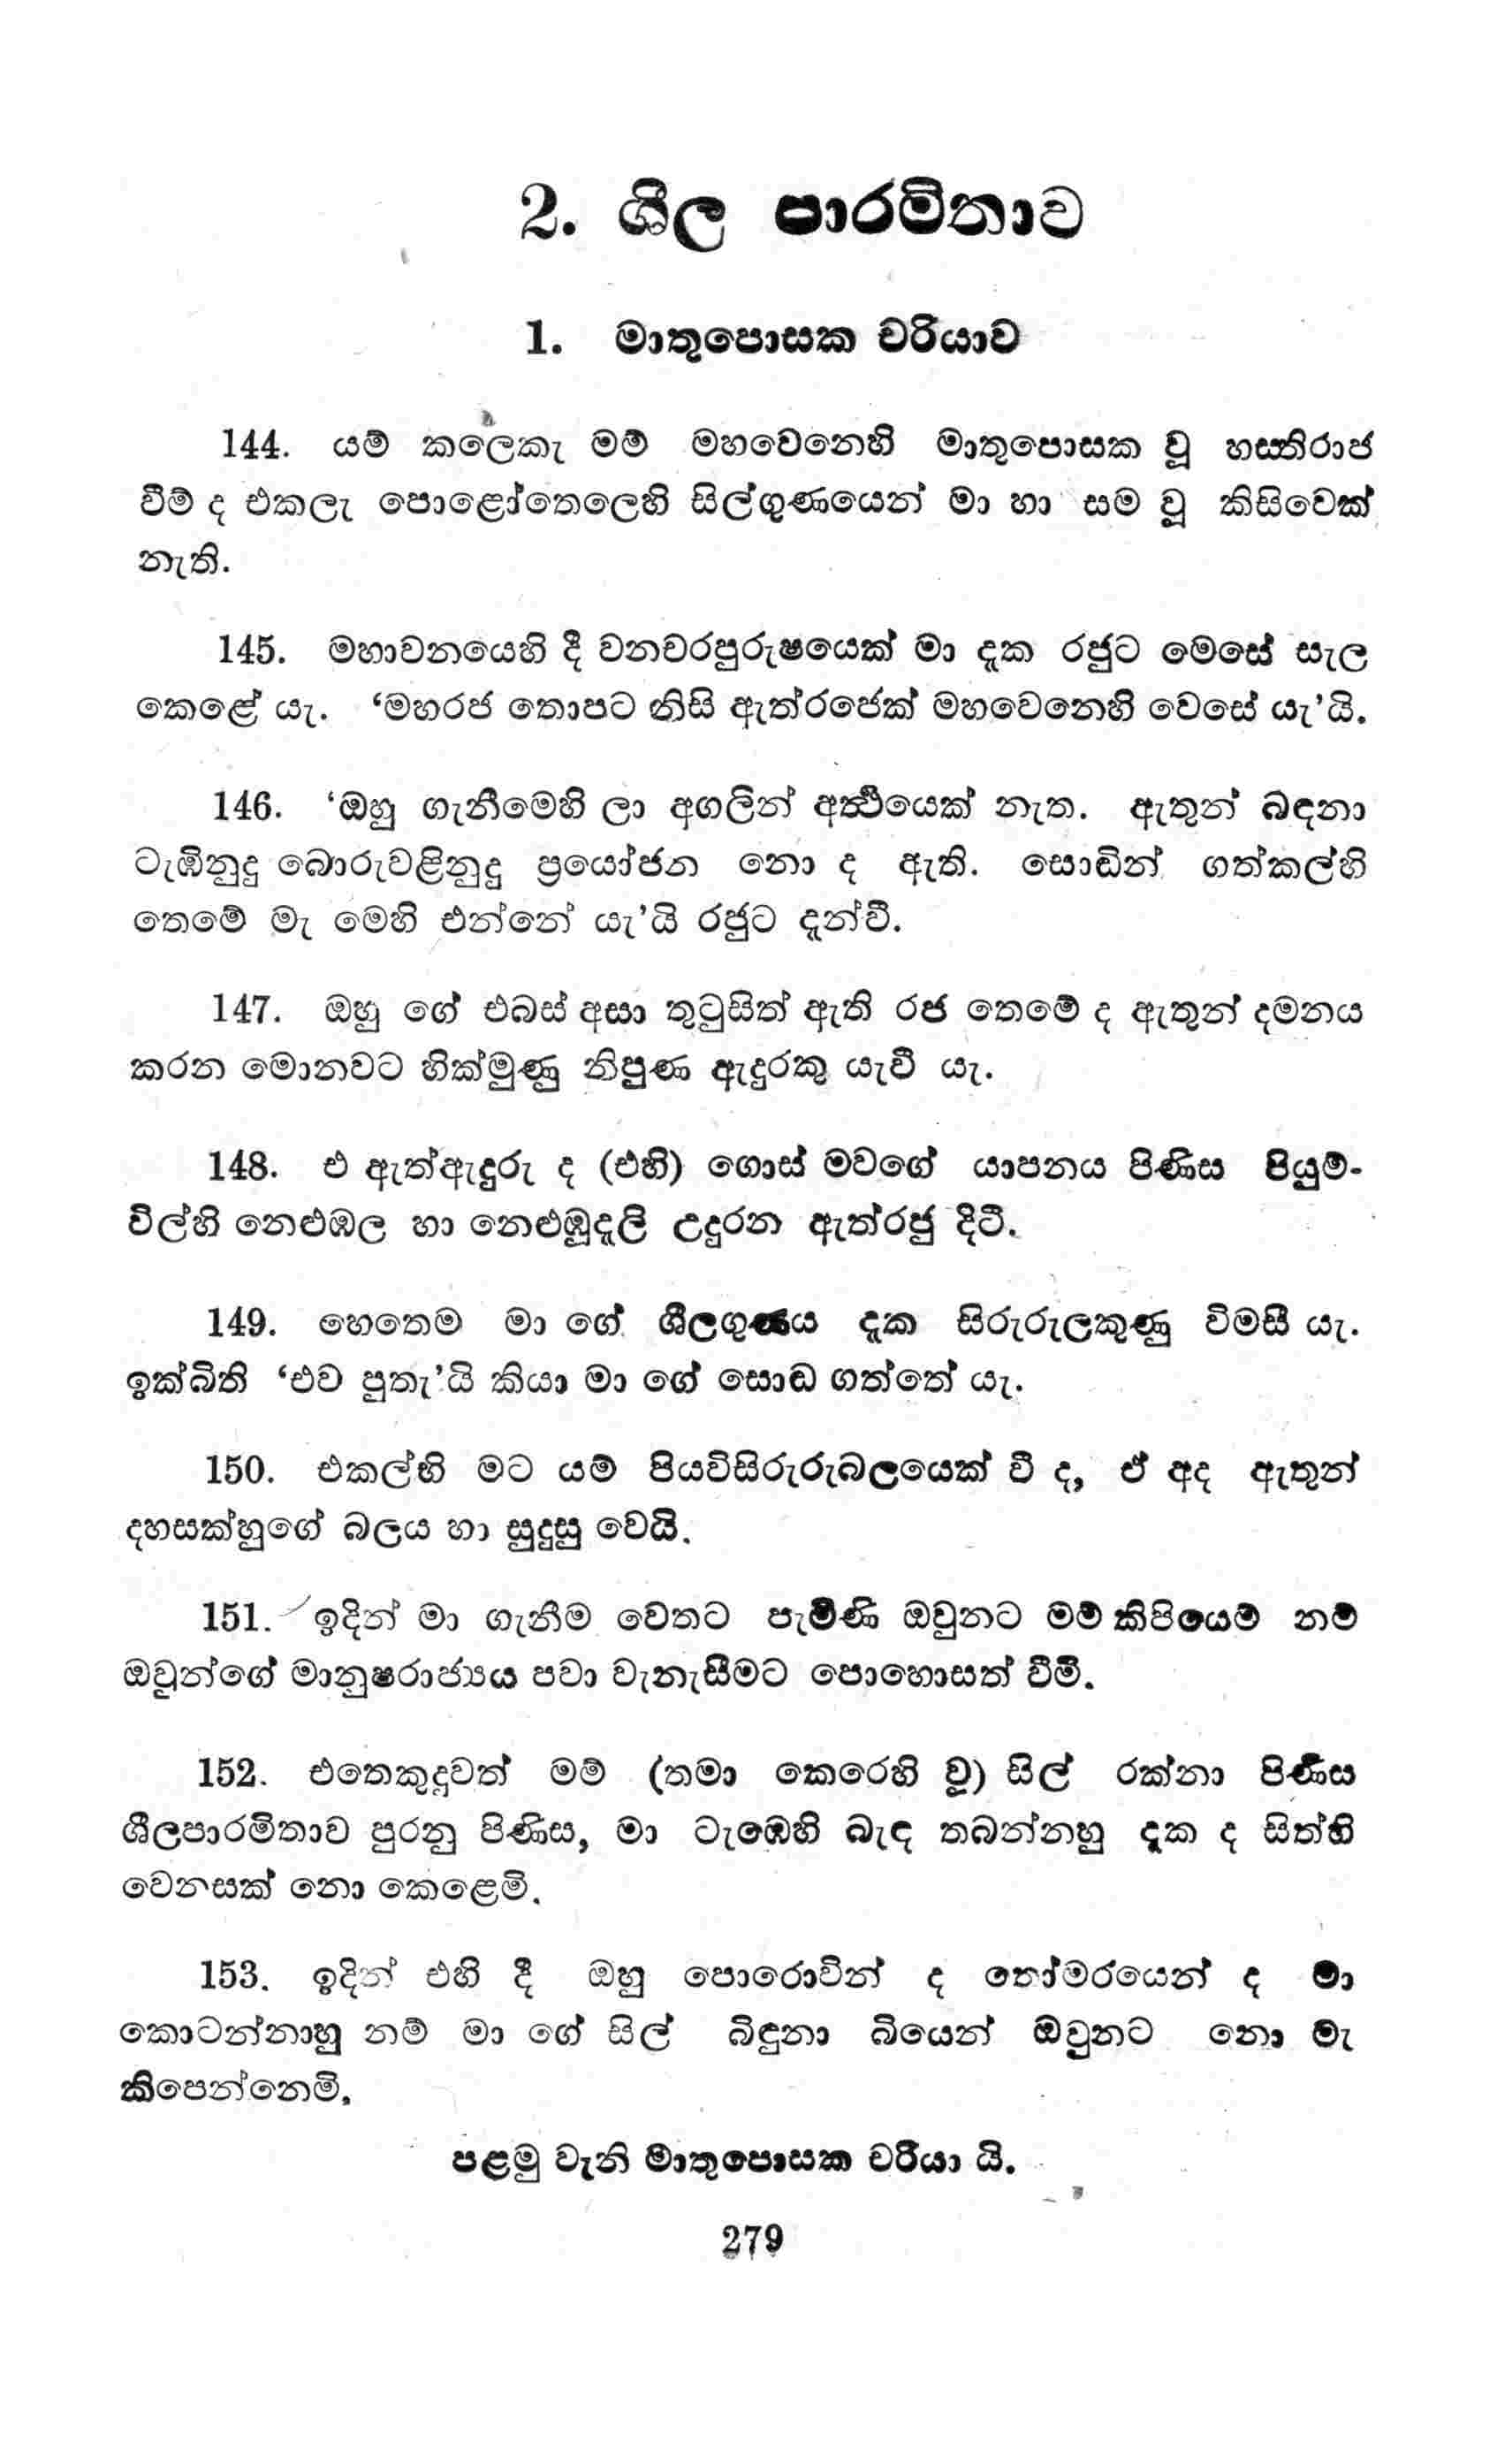 2. ශීල පාරමිතාව
1. මාතුපොසක චරියාව
144. යම් කලෙකැ මම් මහවෙනෙහි මාතුපොසක වූ හස්තිරාජ
වීම් ද එකලැ පොළෝතෙලෙහි සිල්ගුණයෙන් මා හා සම වූ කිසිවෙක්
නැති.
145. මහාවනයෙහි දී වනචරපුරුෂයෙක් මා දැක රජුට මෙසේ සැල
කෙළේ යැ. ‘මහරජ තොපට නිසි ඇත්රජෙක් මහවෙනෙහි වෙසේ යැ’යි.
146. ‘ඔහු ගැනීමෙහි ලා අගලින් අර්ථයෙක් නැත. ඇතුන් බඳනා
ටැඹිනුදු බොරුවළිනුදු ප්‍රයෝජන නො ද ඇති. සොඬින් ගත්කල්හි
තෙමේ මැ මෙහි එන්නේ යැ’යි රජුට දැන්වී.
147. ඔහු ගේ එබස් අසා තුටුසිත් ඇති රජ තෙමේ ද ඇතුන් දමනය
කරන මොනවට හික්මුණු නිපුණ ඇදුරකු යැවී යැ.
148. එ ඇත්ඇදුරු ද (එහි) ගොස් මවගේ යාපනය පිණිස පියුම්-
විල්හි නෙළුඹල හා නෙළුඹුදැලි උදුරන ඇත්රජු දිටී.
149. හෙතෙම මා ගේ ශීලගුණය දැක සිරුරුලකුණු විමසී යැ.
ඉක්බිති ‘එව පුතැ’යි කියා මා ගේ සොඬ ගත්තේ යැ.
150. එකල්හි මට යම් පියවිසිරුරුබලයෙක් වී ද, ඒ අද ඇතුන්
දහසක්හුගේ බලය හා සුදුසු වෙයි.
151. ඉදින් මා ගැනීම වෙතට පැමිණි ඔවුනට මම් කිපියෙම් නම්
ඔවුන්ගේ මානුෂරාජ්‍යය පවා වැනැසීමට පොහොසත් වීමි.
152. එතෙකුදුවත් මම් (තමා කෙරෙහි වූ) සිල් රක්නා පිණිස
ශීලපාරමිතාව පුරනු පිණිස, මා ටැඹෙහි බැඳ තබන්නහු දැක ද සිත්හි
වෙනසක් නො කෙළෙමි.
153. ඉදින් එහි දී ඔහු පොරොවින් ද තෝමරයෙන් ද මා
කොටන්නාහු නම් මා ගේ සිල් බිඳුනා බියෙන් ඔවුනට නො මැ
කිපෙන්නෙමි.
පළමු වැනි මාතුපොසක චරියා යි.
279